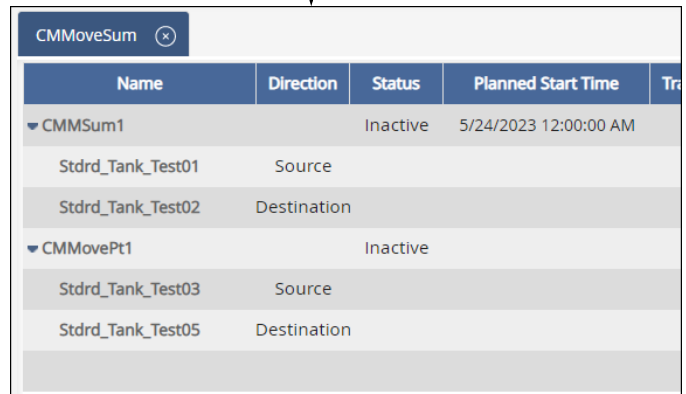 CMMoveSum
Name Direction Status Planned Start Time
CMMSum1 Inactive 5/24/2023 12:00:00 AM
Stdrd_Tank_Test01 Source
Stdrd_Tank_Test02 Destination
CMMovePt1 Inactive
Stdrd_Tank_Test03 Source
Stdrd_Tank_Test05 Destination